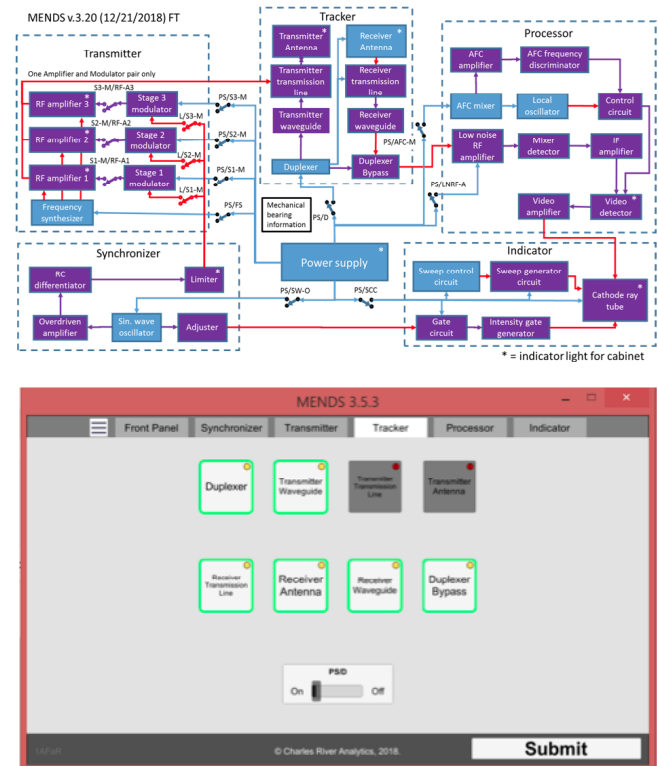 MENDS v.3.20 (12/21/2018) FT
Transmitter
One Amplifier and Modulator pair only
S3-M/RF-A3
RF amplifier 3 *
Stage 3
modulator
PS/S3-M
L/S3-M
S2-M/RF-A2
RF amplifier 2 *
Stage 2
modulator
PS/S2-M
L/S2-M
S1-M/RF-A1
RF amplifier 1 *
Stage 1
modulator
PS/S1-M
L/S1-M
Frequency
synthesizer
PS/FS
Tracker
Transmitter *
Antenna
Receiver *
Antenna
Transmitter
transmission
line
Receiver
transmission
line
Transmitter
waveguide
Receiver
waveguide
Duplexer
Duplexer
Bypass
PS/AFC-M
PS/LNRF-A
Mechanical
bearing
information
PS/D
Processor
AFC
amplifier
AFC frequency
discriminator
AFC mixer
Local
oscillator
Control
circuit
Low noise
RF
amplifier
Mixer
detector
IF
amplifier
Video
amplifier
Video *
detector
Synchronizer
RC
differentiator
Limiter *
Overdriven
amplifier
Sin. wave
oscillator
Adjuster
Power supply *
PS/SW-O
PS/SCC
Indicator
Sweep control
circuit
Sweep generator
circuit
Cathode ray *
tube
Gate
circuit
Intensity gate
generator
* = indicator light for cabinet
MENDS 3.5.3
Front Panel
Synchronizer
Transmitter
Tracker
Processor
Indicator
Duplexer
Transmitter
Waveguide
Transmitter
Transmission
Line
Transmitter
Antenna
Receiver
Transmission
Line
Receiver
Antenna
Receiver
Waveguide
Duplexer
Bypass
PS/D
On
Off
© Charles River Analytics, 2018.
Submit